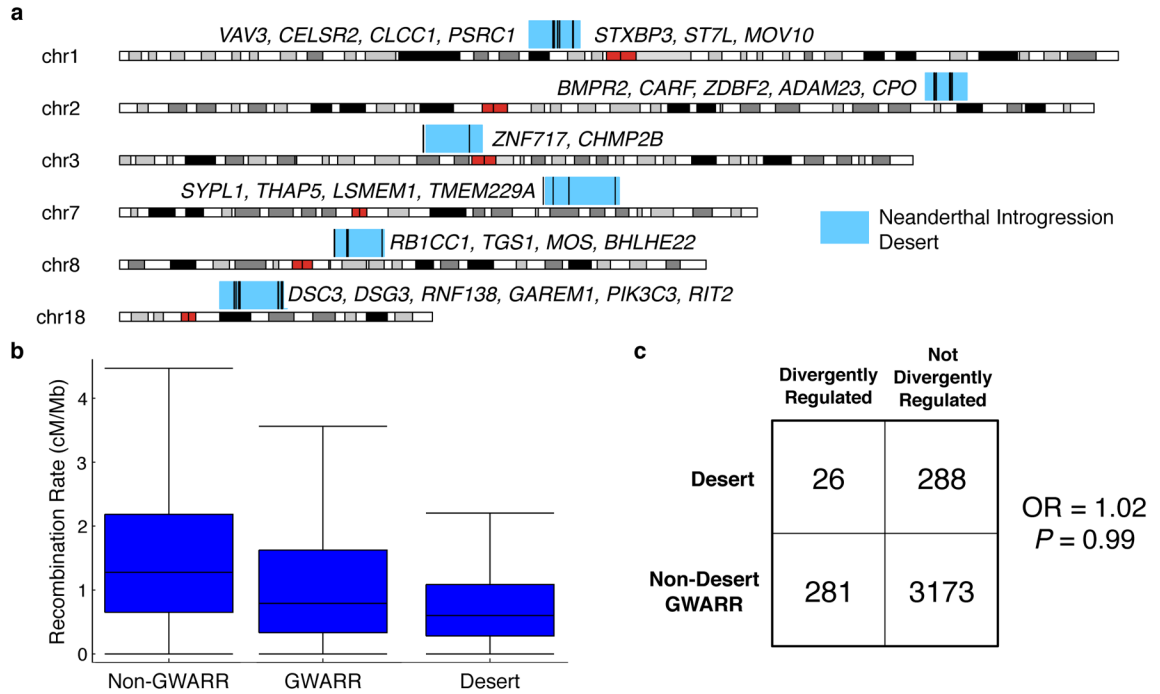 a
VAV3, CELSR2, CLCC1, PSRC1 STXBP3, ST7L, MOV10
chr1
BMPR2, CARF, ZDBF2, ADAM23, CPO
chr2
ZNF717, CHMP2B
chr3
SYPL1, THAP5, LSMEM1, TMEM229A
chr7
Neanderthal Introgression
Desert
RB1CC1, TGS1, MOS, BHLHE22
chr8
DSC3, DSG3, RNF138, GAREM1, PIK3C3, RIT2
chr18
b
Recombination Rate (cM/Mb)
4
3
2
1
0
Non-GWARR GWARR Desert
c
Divergently
Regulated
Not
Divergently
Regulated
Desert 26 288
Non-Desert
GWARR
281 3173
OR = 1.02
P = 0.99